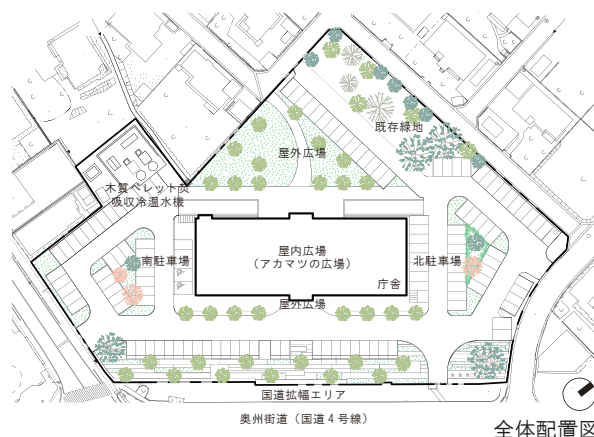 既存緑地
屋外広場
木質ペレット炊
吸収冷温水機
屋内広場
（アカマツの広場）
南駐車場
北駐車場
庁舎
屋外広場
国道拡幅エリア
奥州街道（国道４号線）
全体配置図